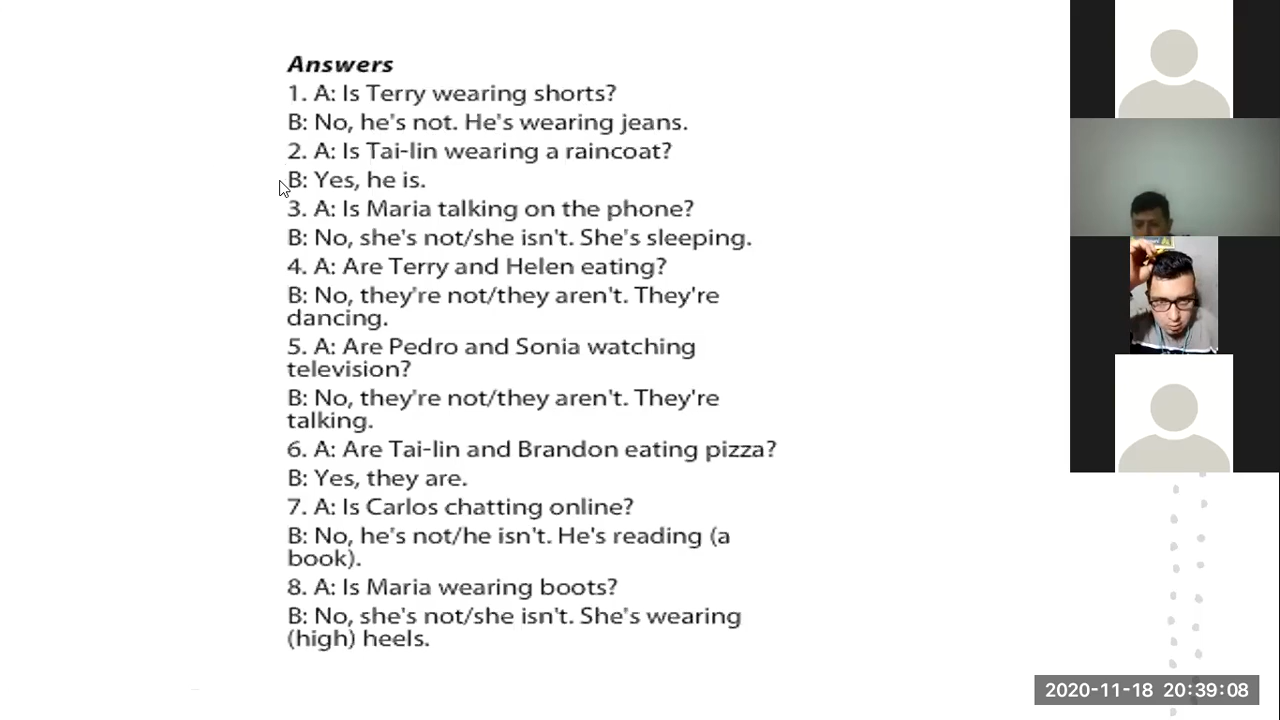 Answers
1. A: Is Terry wearing shorts?
B: No, he's not. He's wearing jeans.
2. A: Is Tai-lin wearing a raincoat?
B: Yes, he is.
3. A: Is Maria talking on the phone?
B: No, she's not/she isn't. She's sleeping.
4. A: Are Terry and Helen eating?
B: No, they're not/they aren't. They're
dancing.
5. A: Are Pedro and Sonia watching
television?
B: No, they're not/they aren't. They're
talking.
6. A: Are Tai-lin and Brandon eating pizza?
B: Yes, they are.
7. A: Is Carlos chatting online?
B: No, he's not/he isn't. He's reading (a
book).
8. A: Is Maria wearing boots?
B: No, she's not/she isn't. She's wearing
(high) heels.
2020-11-18 20:39:08